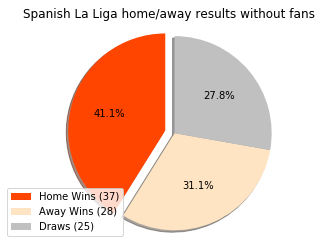 Spanish La Liga home/away results without fans
27.8%
41.1%
31.1%
Home Wins (37)
Away Wins (28)
Draws (25)